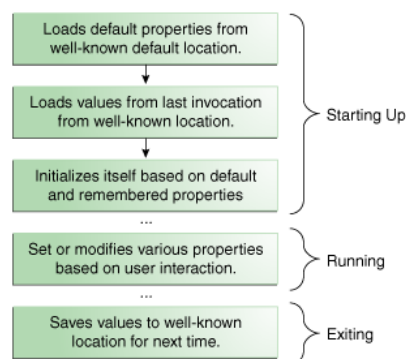 Loads default properties from
well-known default location.
Loads values from last invocation
from well-known location.
Initializes itself based on default
and remembered properties
Starting Up
...
Set or modifies various properties
based on user interaction.
Running
...
Saves values to well-known
location for next time.
Exiting